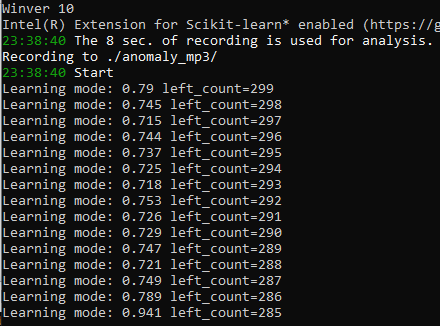 Winver 10
Intel(R) Extension for Scikit-learn* enabled (https://g
23:38:40 The 8 sec. of recording is used for analysis.
Recording to ./anomaly_mp3/
23:38:40 Start
Learning mode: 0.79 left_count=299
Learning mode: 0.745 left_count=298
Learning mode: 0.715 left_count=297
Learning mode: 0.744 left_count=296
Learning mode: 0.737 left_count=295
Learning mode: 0.725 left_count=294
Learning mode: 0.718 left_count=293
Learning mode: 0.753 left_count=292
Learning mode: 0.726 left_count=291
Learning mode: 0.729 left_count=290
Learning mode: 0.747 left_count=289
Learning mode: 0.721 left_count=288
Learning mode: 0.749 left_count=287
Learning mode: 0.789 left_count=286
Learning mode: 0.941 left_count=285